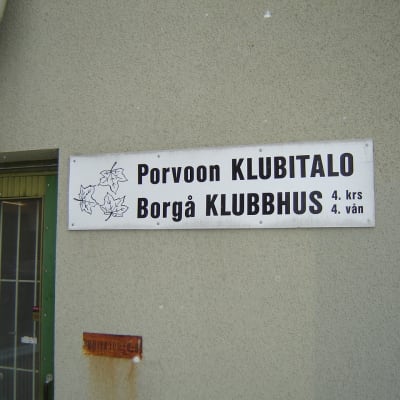 Porvoon KLUBITALO
Borgå KLUBBHUS 4. krs
4. vån